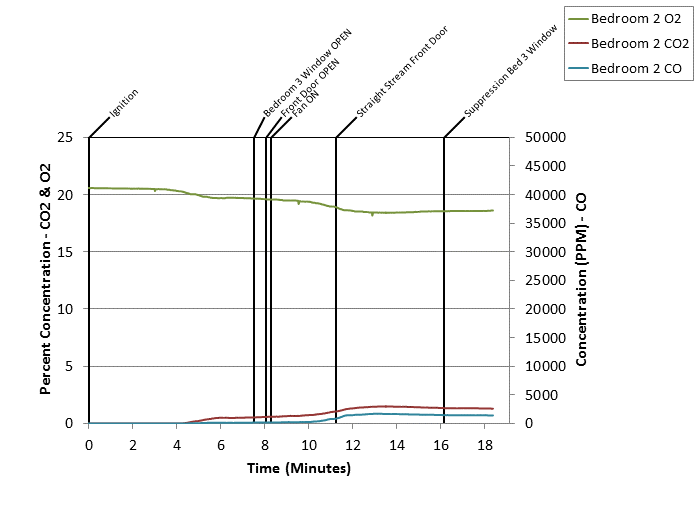 Bedroom 2 O2
Bedroom 2 CO2
Bedroom 2 CO
Ignition
Bedroom 3 Window OPEN
Front Door OPEN
Fan ON
Straight Stream Front Door
Suppression Bed 3 Window
25
20
15
10
5
0
Percent Concentration - CO2 & O2
50000
45000
40000
35000
30000
25000
20000
15000
10000
5000
0
Concentration (PPM) - CO
0 2 4 6 8 10 12 14 16 18
Time (Minutes)